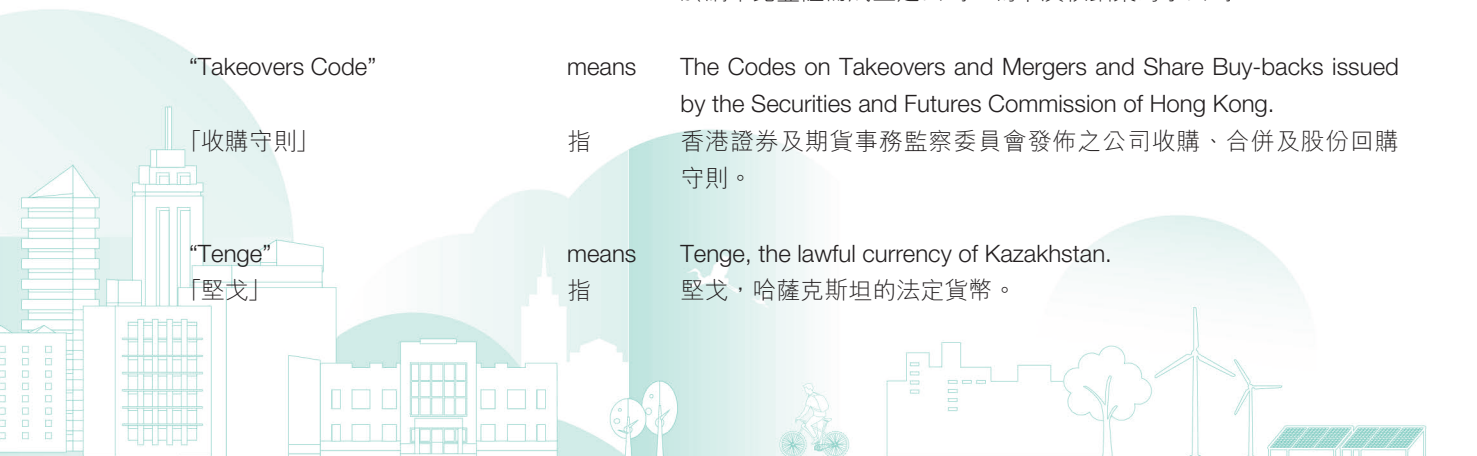 “Takeovers Code” means The Codes on Takeovers and Mergers and Share Buy-backs issued
by the Securities and Futures Commission of Hong Kong.
「收購守則」 指 香港證券及期貨事務監察委員會發佈之公司收購、合併及股份回購
守則。
“Tenge” means Tenge, the lawful currency of Kazakhstan.
「堅戈」 指 堅戈，哈薩克斯坦的法定貨幣。